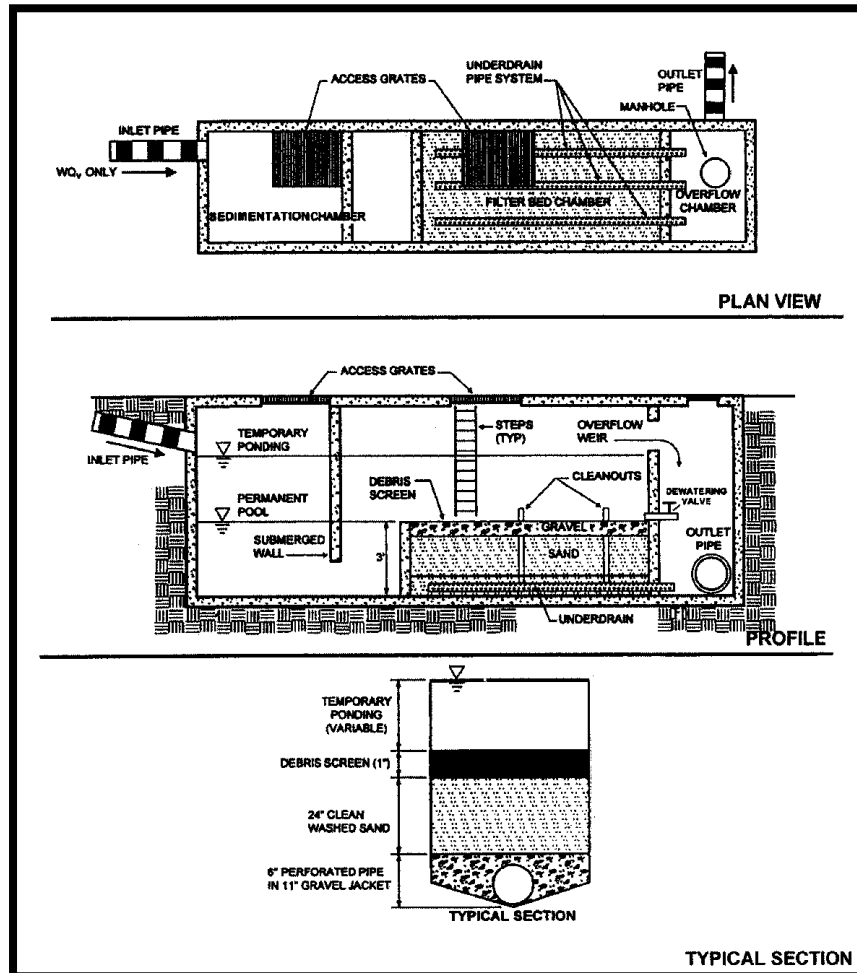 ACCESS GRATES
UNDERDRAIN
PIPE SYSTEM
OUTLET
PIPE
MANHOLE
INLET PIPE
WQv ONLY
SEDIMENTATION CHAMBER
FILTER BED CHAMBER
OVERFLOW
CHAMBER
PLAN VIEW
ACCESS GRATES
INLET PIPE
TEMPORARY
PONDING
STEPS
(TYP)
OVERFLOW
WEIR
DEBRIS
SCREEN
CLEANOUTS
DEWATERING
VALVE
PERMANENT
POOL
SUBMERGED
WALL
3'
GRAVEL
SAND
OUTLET
PIPE
UNDERDRAIN
PROFILE
TEMPORARY
PONDING
(VARIABLE)
DEBRIS SCREEN (1")
24" CLEAN
WASHED SAND
6" PERFORATED PIPE
IN 11" GRAVEL JACKET
TYPICAL SECTION
TYPICAL SECTION